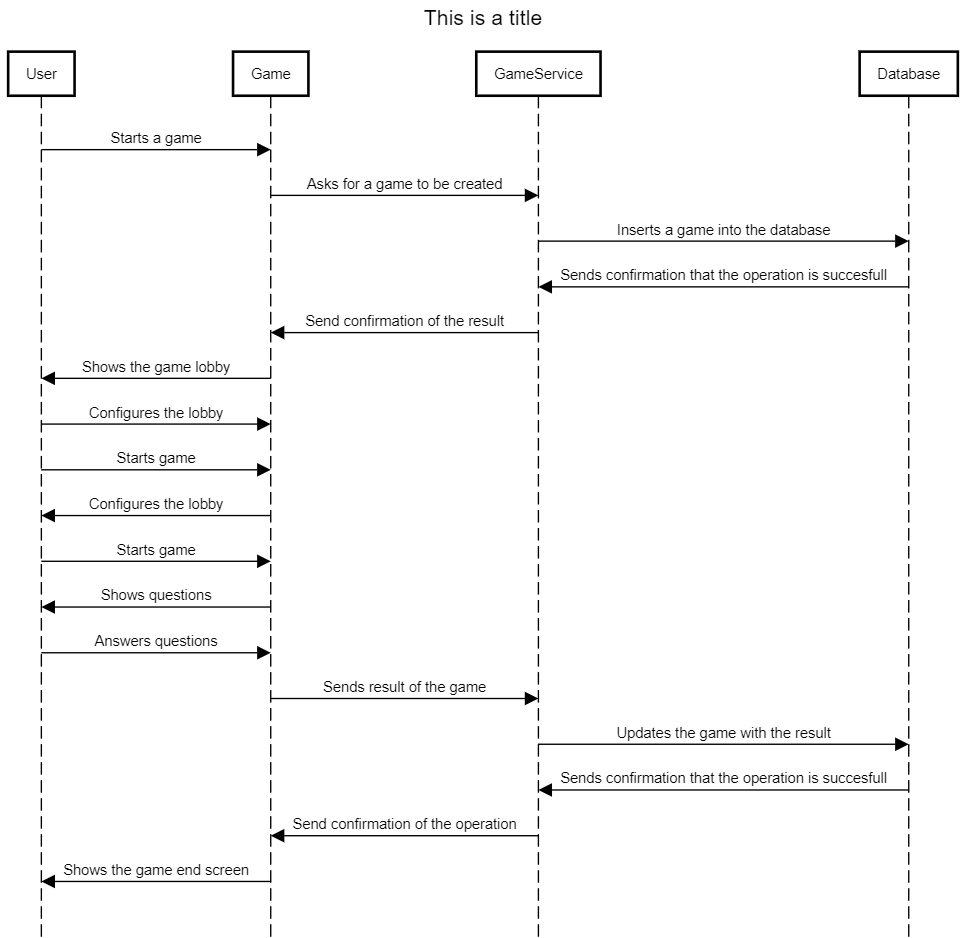 This is a title
User
Game
GameService
Database
Starts a game
Asks for a game to be created
Inserts a game into the database
Sends confirmation that the operation is succesfull
Send confirmation of the result
Shows the game lobby
Configures the lobby
Starts game
Configures the lobby
Starts game
Shows questions
Answers questions
Sends result of the game
Updates the game with the result
Sends confirmation that the operation is succesfull
Send confirmation of the operation
Shows the game end screen